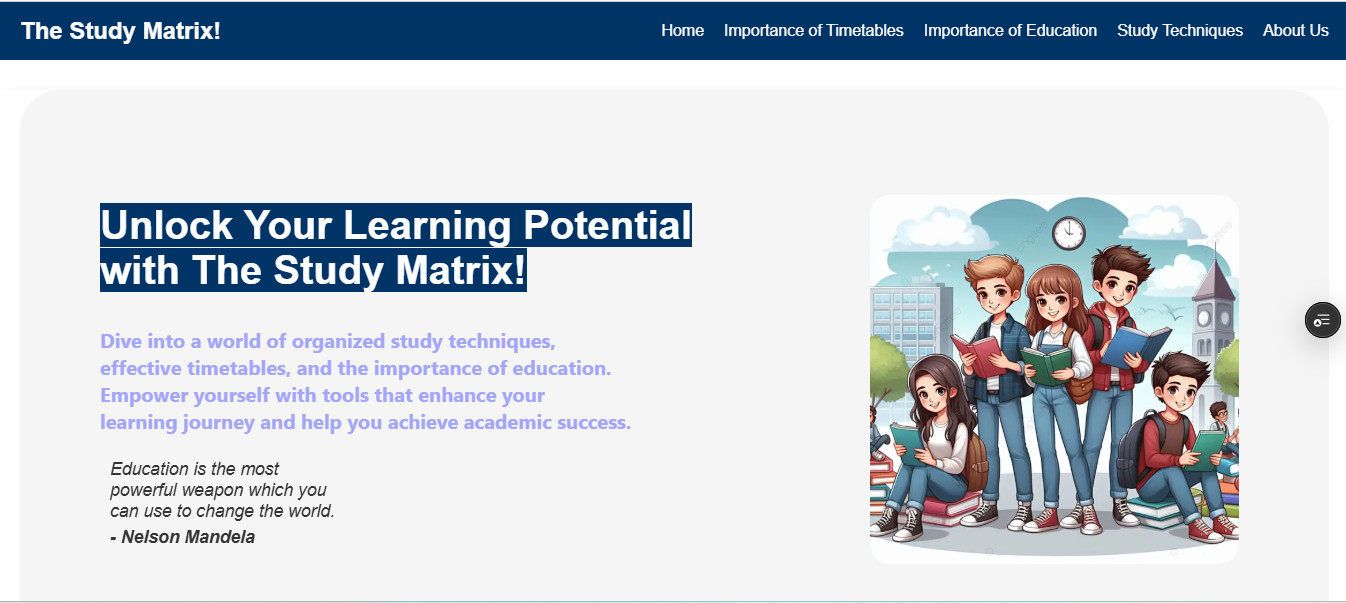 The Study Matrix!
Home
Importance of Timetables
Importance of Education
Study Techniques
About Us
Unlock Your Learning Potential
with The Study Matrix!
Dive into a world of organized study techniques,
effective timetables, and the importance of education.
Empower yourself with tools that enhance your
learning journey and help you achieve academic success.
Education is the most
powerful weapon which you
can use to change the world.
- Nelson Mandela